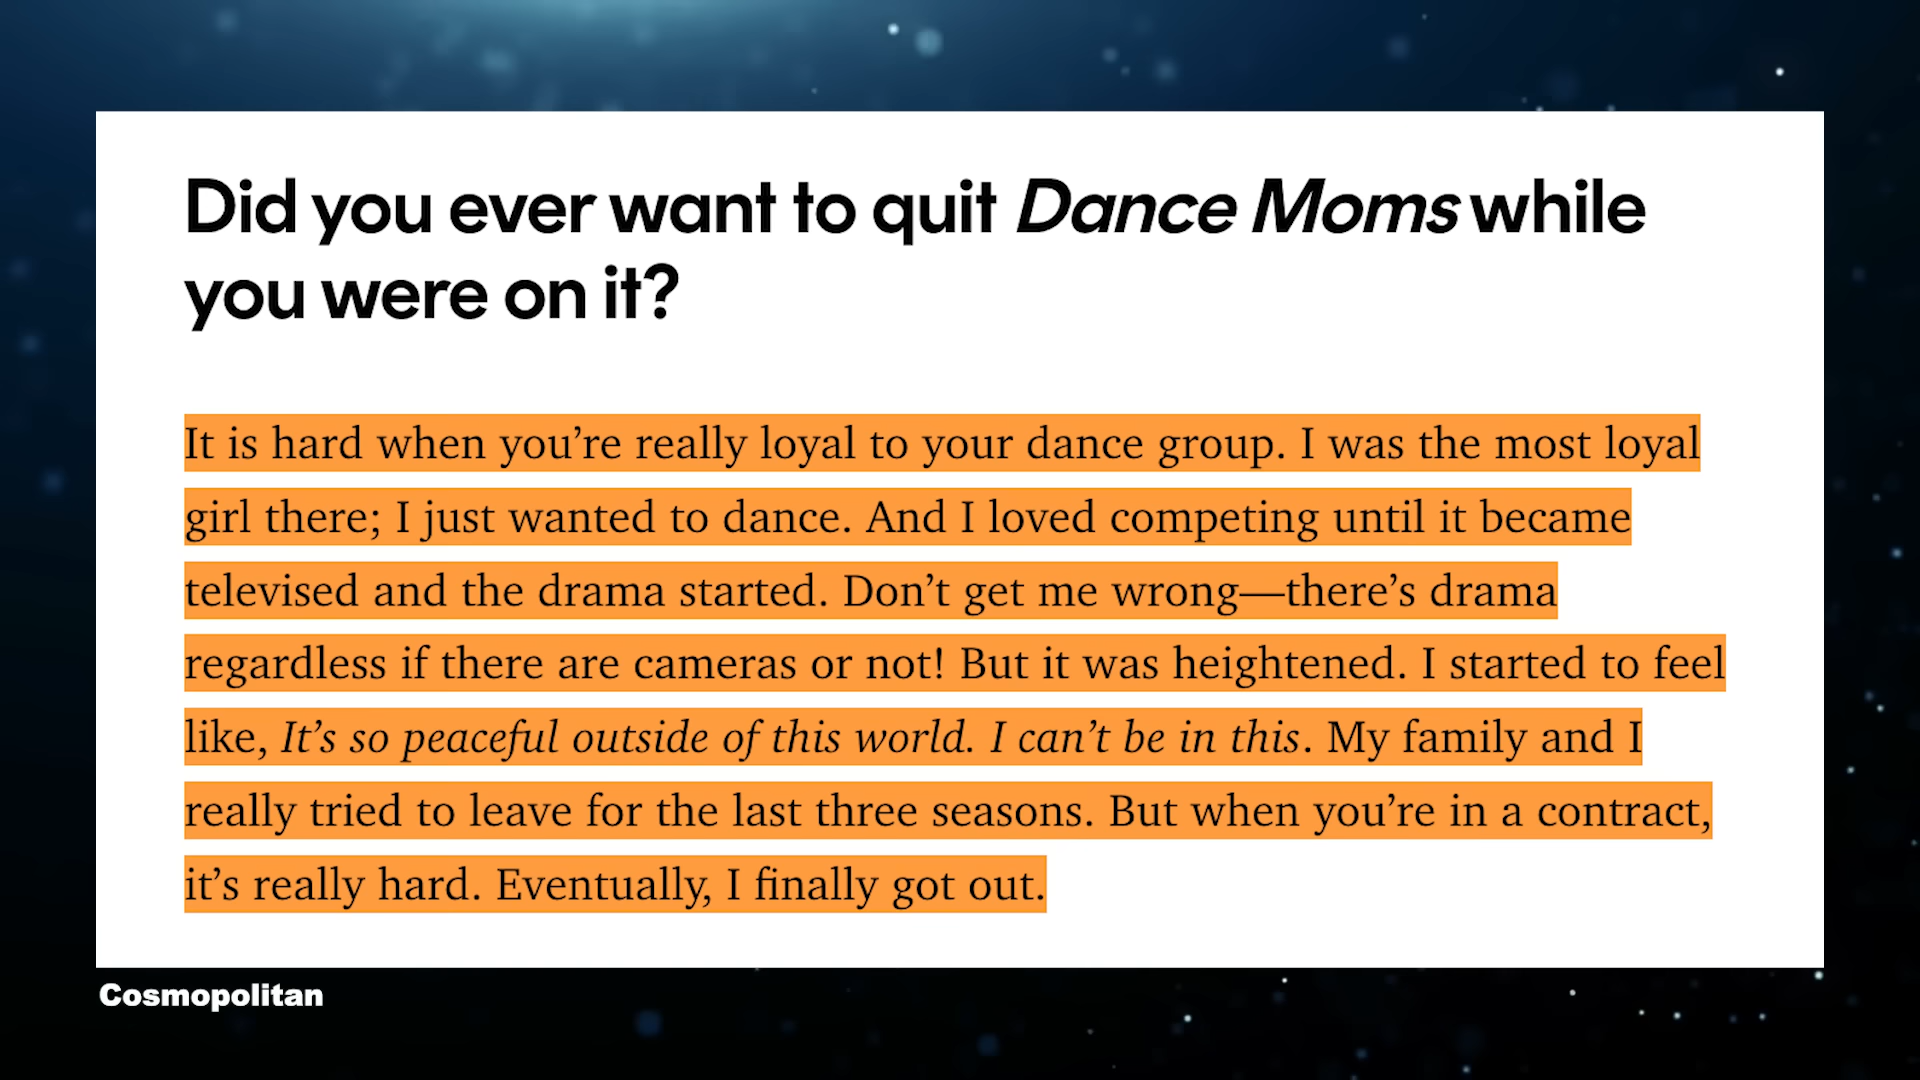 Did you ever want to quit Dance Moms while
you were on it?
It is hard when you’re really loyal to your dance group. I was the most loyal
girl there; I just wanted to dance. And I loved competing until it became
televised and the drama started. Don’t get me wrong—there’s drama
regardless if there are cameras or not! But it was heightened. I started to feel
like, It’s so peaceful outside of this world. I can’t be in this. My family and I
really tried to leave for the last three seasons. But when you’re in a contract,
it’s really hard. Eventually, I finally got out.
Cosmopolitan